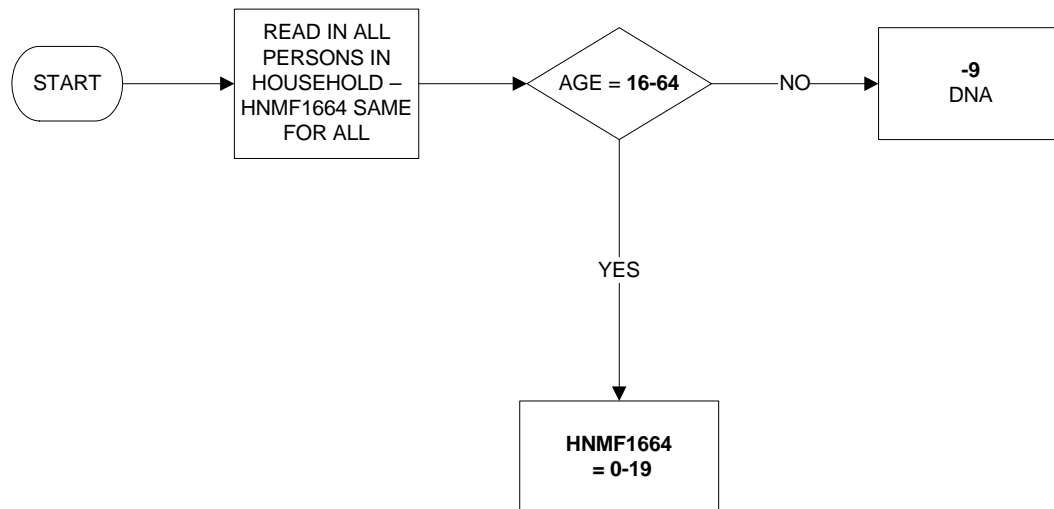 START
READ IN ALL
PERSONS IN
HOUSEHOLD –
HNMF1664 SAME
FOR ALL
AGE = 16-64
NO
-9
DNA
YES
HNMF1664
= 0-19